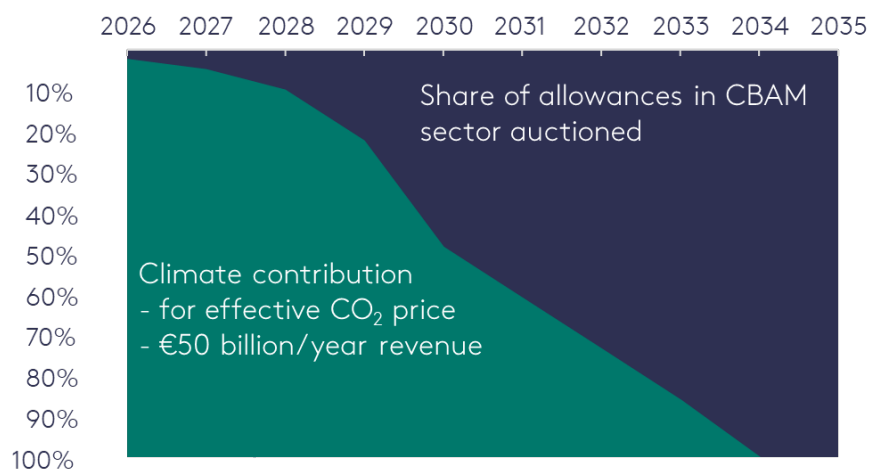 2026 2027 2028 2029 2030 2031 2032 2033 2034 2035
10%
20%
30%
40%
50%
60%
70%
80%
90%
100%
Share of allowances in CBAM
sector auctioned
Climate contribution
- for effective CO₂ price
- €50 billion/year revenue